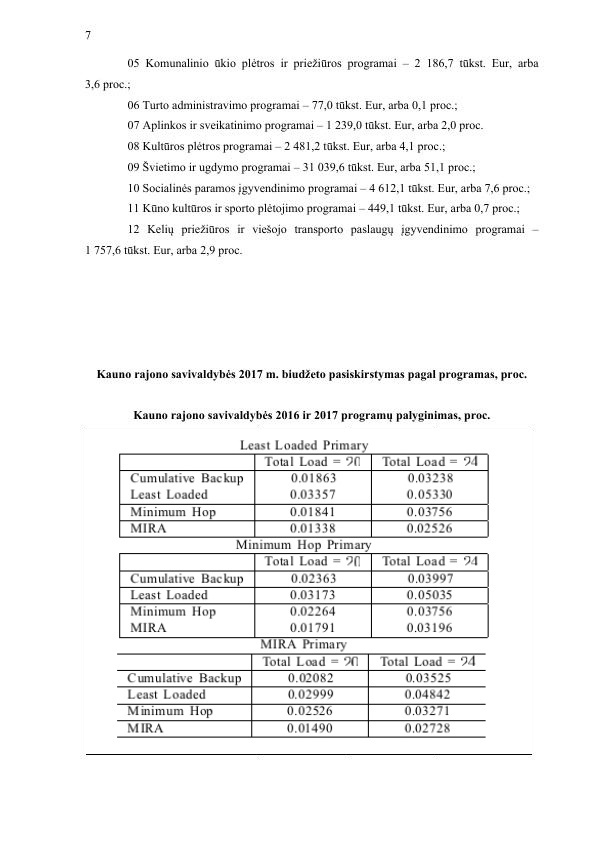 7
05 Komunalinio ūkio plėtros ir priežiūros programai – 2 186,7 tūkst. Eur, arba
3,6 proc.;
06 Turto administravimo programai – 77,0 tūkst. Eur, arba 0,1 proc.;
07 Aplinkos ir sveikatinimo programai – 1 239,0 tūkst. Eur, arba 2,0 proc.
08 Kultūros plėtros programai – 2 481,2 tūkst. Eur, arba 4,1 proc.;
09 Švietimo ir ugdymo programai – 31 039,6 tūkst. Eur, arba 51,1 proc.;
10 Socialinės paramos įgyvendinimo programai – 4 612,1 tūkst. Eur, arba 7,6 proc.;
11 Kūno kultūros ir sporto plėtojimo programai – 449,1 tūkst. Eur, arba 0,7 proc.;
12 Kelių priežiūros ir viešojo transporto paslaugų įgyvendinimo programai –
1 757,6 tūkst. Eur, arba 2,9 proc.
Kauno rajono savivaldybės 2017 m. biudžeto pasiskirstymas pagal programas, proc.
Kauno rajono savivaldybės 2016 ir 2017 programų palyginimas, proc.
Least Loaded Primary
Total Load = Total Load =
Cumulative Backup 0.01863 0.03238
Least Loaded 0.03357 0.05330
Minimum Hop 0.01841 0.03756
MIRA 0.01338 0.02526
Minimum Hop Primary
Total Load = Total Load =
Cumulative Backup 0.02363 0.03997
Least Loaded 0.03173 0.05035
Minimum Hop 0.02264 0.03756
MIRA 0.01791 0.03196
MIRA Primary
Total Load = Total Load =
Cumulative Backup 0.02082 0.03525
Least Loaded 0.02999 0.04842
Minimum Hop 0.02526 0.03271
MIRA 0.01490 0.02728